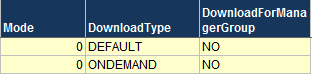 Mode DownloadType DownloadForMana
gerGroup
0 DEFAULT NO
0 ONDEMAND NO